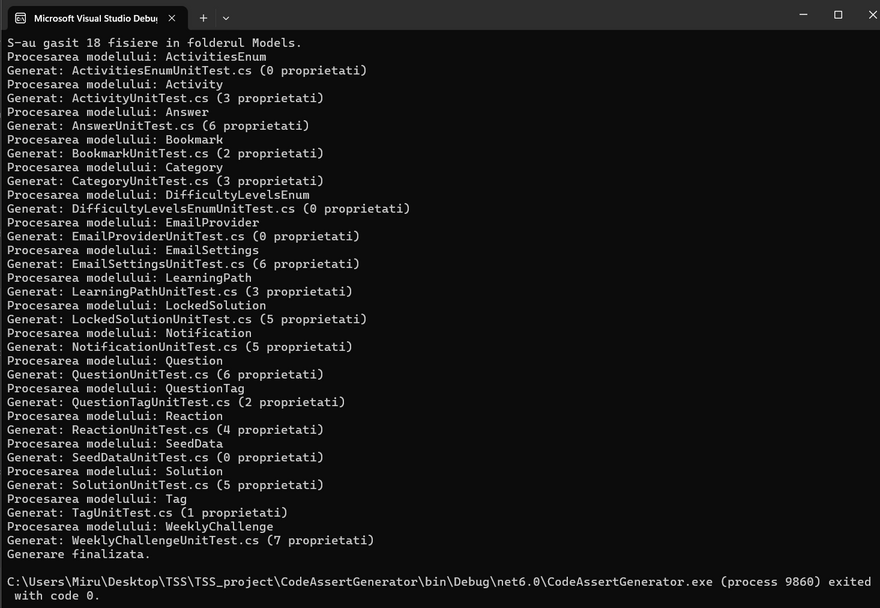 Microsoft Visual Studio Debug
S-au gasit 18 fisiere in folderul Models.
Procesarea modelului: ActivitiesEnum
Generat: ActivitiesEnumUnitTest.cs (0 proprietati)
Procesarea modelului: Activity
Generat: ActivityUnitTest.cs (3 proprietati)
Procesarea modelului: Answer
Generat: AnswerUnitTest.cs (6 proprietati)
Procesarea modelului: Bookmark
Generat: BookmarkUnitTest.cs (2 proprietati)
Procesarea modelului: Category
Generat: CategoryUnitTest.cs (3 proprietati)
Procesarea modelului: DifficultyLevelsEnum
Generat: DifficultyLevelsEnumUnitTest.cs (0 proprietati)
Procesarea modelului: EmailProvider
Generat: EmailProviderUnitTest.cs (0 proprietati)
Procesarea modelului: EmailSettings
Generat: EmailSettingsUnitTest.cs (6 proprietati)
Procesarea modelului: LearningPath
Generat: LearningPathUnitTest.cs (3 proprietati)
Procesarea modelului: LockedSolution
Generat: LockedSolutionUnitTest.cs (5 proprietati)
Procesarea modelului: Notification
Generat: NotificationUnitTest.cs (5 proprietati)
Procesarea modelului: Question
Generat: QuestionUnitTest.cs (6 proprietati)
Procesarea modelului: QuestionTag
Generat: QuestionTagUnitTest.cs (2 proprietati)
Procesarea modelului: Reaction
Generat: ReactionUnitTest.cs (4 proprietati)
Procesarea modelului: SeedData
Generat: SeedDataUnitTest.cs (0 proprietati)
Procesarea modelului: Solution
Generat: SolutionUnitTest.cs (5 proprietati)
Procesarea modelului: Tag
Generat: TagUnitTest.cs (1 proprietati)
Procesarea modelului: WeeklyChallenge
Generat: WeeklyChallengeUnitTest.cs (7 proprietati)
Generare finalizata.
C:\Users\Miru\Desktop\TSS\TSS_project\CodeAssertGenerator\bin\Debug\net6.0\CodeAssertGenerator.exe (process 9860) exited
with code 0.